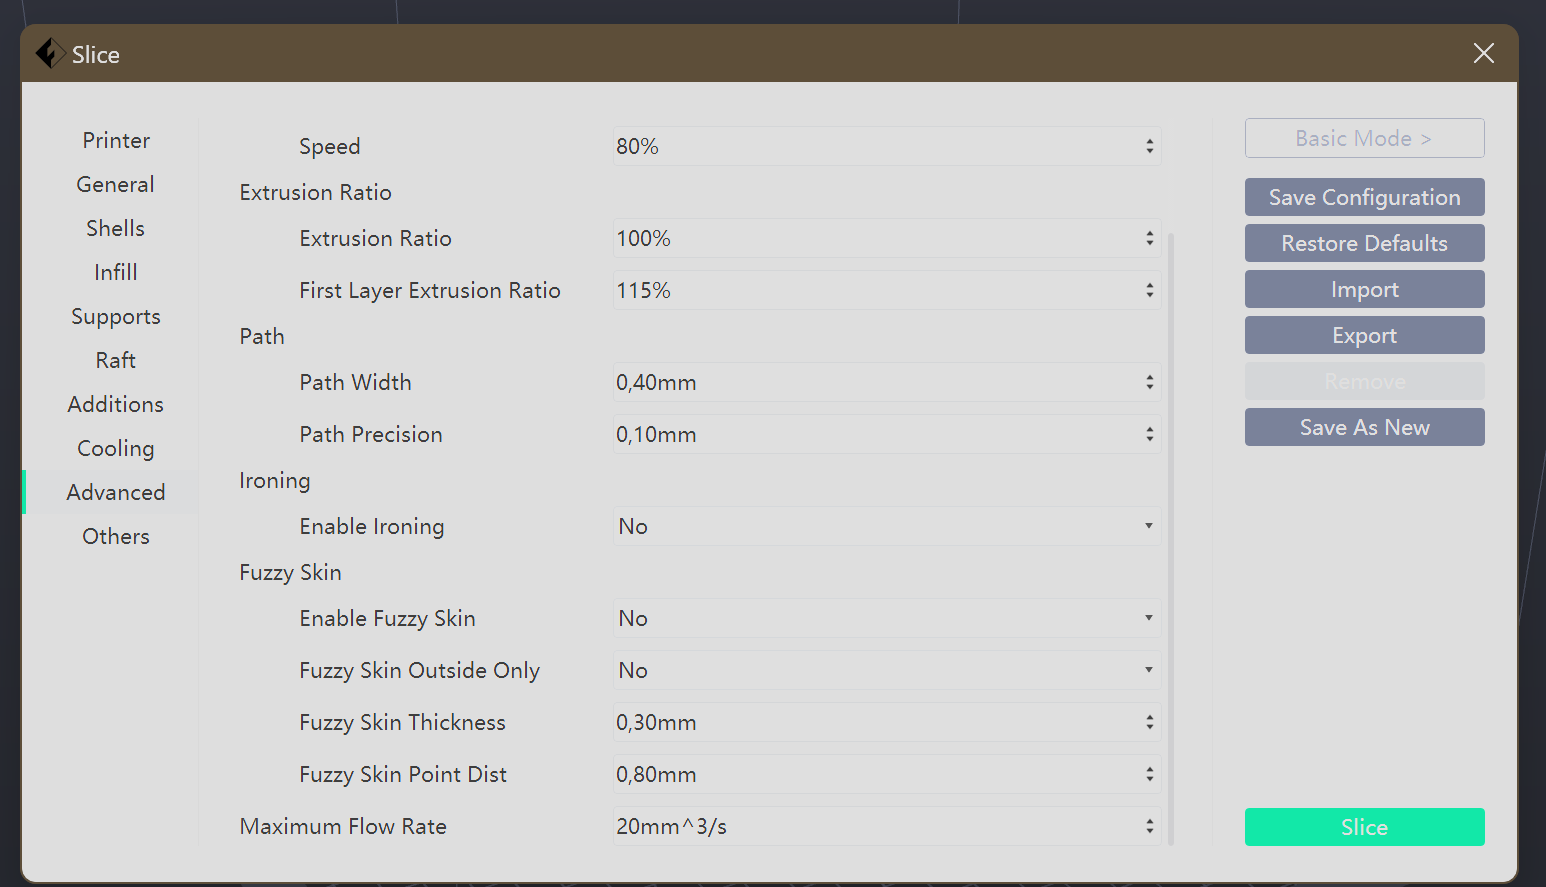 Slice
Printer
General
Shells
Infill
Supports
Raft
Additions
Cooling
Advanced
Others
Speed 80%
Extrusion Ratio
Extrusion Ratio 100%
First Layer Extrusion Ratio 115%
Path
Path Width 0,40mm
Path Precision 0,10mm
Ironing
Enable Ironing No
Fuzzy Skin
Enable Fuzzy Skin No
Fuzzy Skin Outside Only No
Fuzzy Skin Thickness 0,30mm
Fuzzy Skin Point Dist 0,80mm
Maximum Flow Rate 20mm^3/s
Basic Mode >
Save Configuration
Restore Defaults
Import
Export
Remove
Save As New
Slice